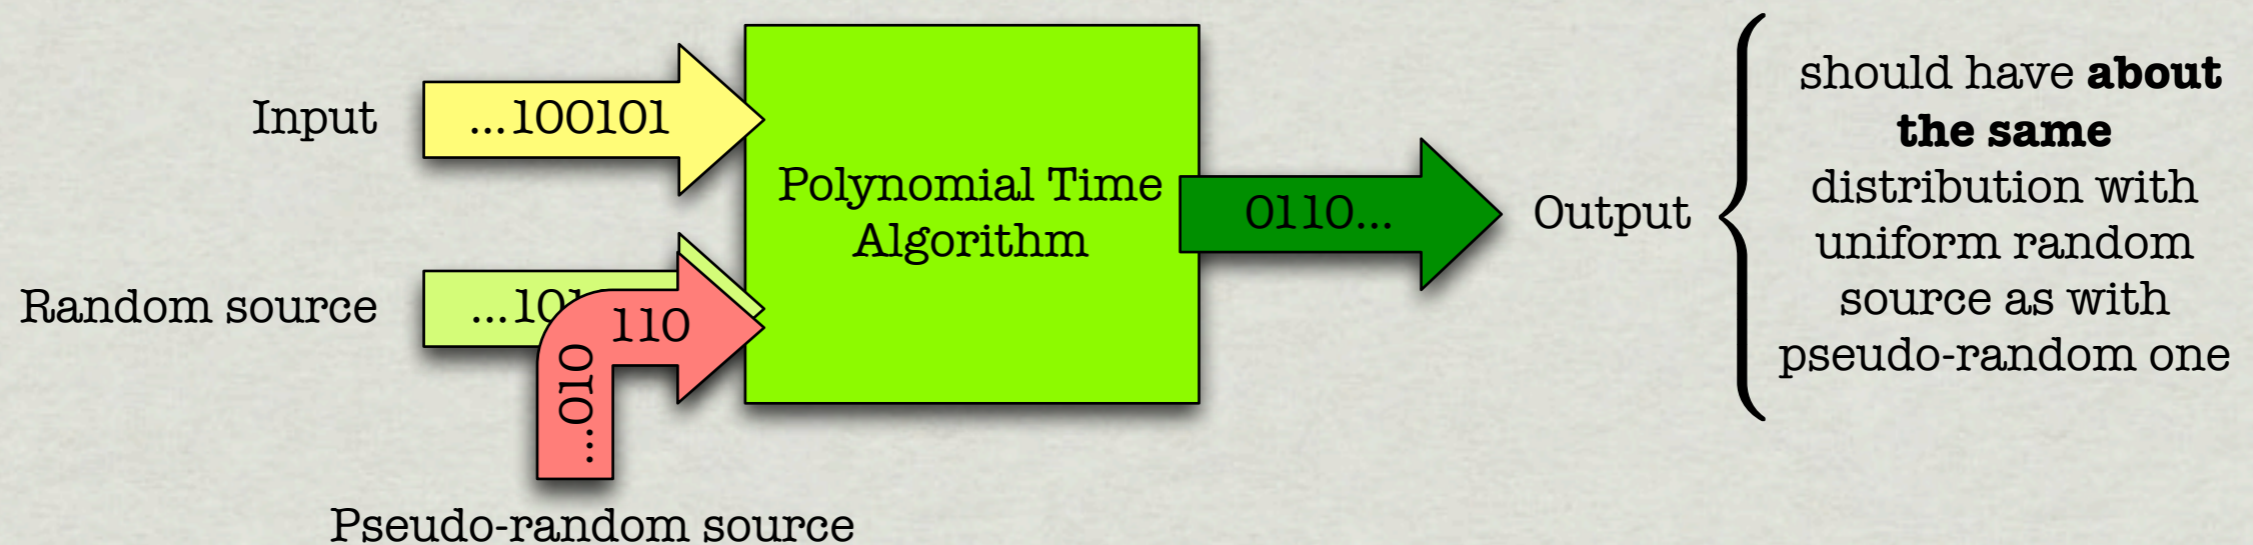 Input
...100101
Random source
...101
110
...010
Pseudo-random source
Polynomial Time
Algorithm
0110...
Output
should have about
the same
distribution with
uniform random
source as with
pseudo-random one